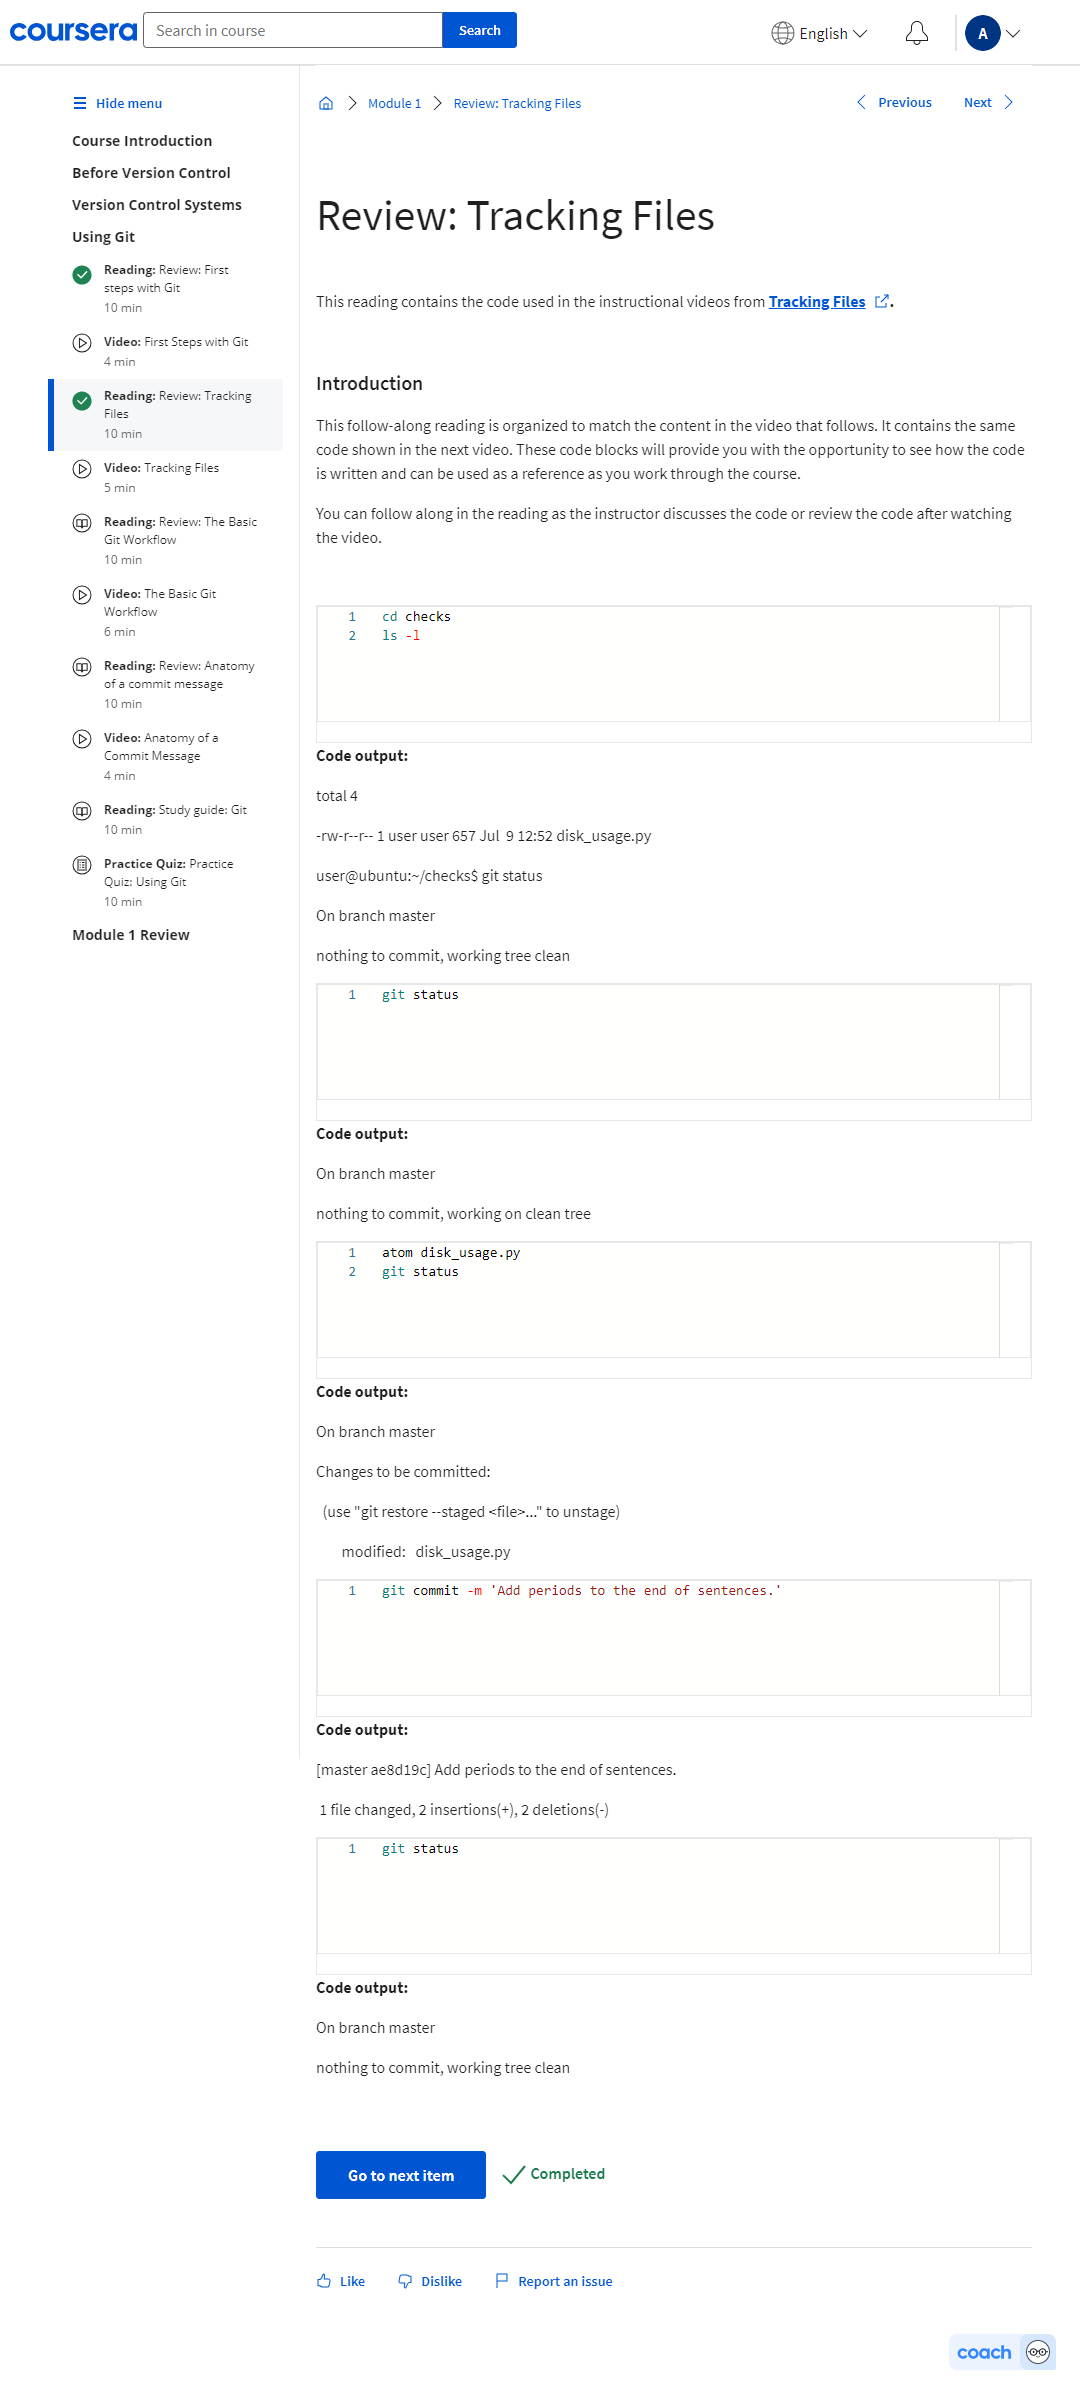 coursera
Search in course
Search
English
A
Hide menu
Course Introduction
Before Version Control
Version Control Systems
Using Git
Reading: Review: First
steps with Git
10 min
Video: First Steps with Git
4 min
Reading: Review: Tracking
Files
10 min
Video: Tracking Files
5 min
Reading: Review: The Basic
Git Workflow
10 min
Video: The Basic Git
Workflow
6 min
Reading: Review: Anatomy
of a commit message
10 min
Video: Anatomy of a
Commit Message
4 min
Reading: Study guide: Git
10 min
Practice Quiz: Practice
Quiz: Using Git
10 min
Module 1 Review
Module 1
Review: Tracking Files
Previous
Next
Review: Tracking Files
This reading contains the code used in the instructional videos from Tracking Files .
Introduction
This follow-along reading is organized to match the content in the video that follows. It contains the same
code shown in the next video. These code blocks will provide you with the opportunity to see how the code
is written and can be used as a reference as you work through the course.
You can follow along in the reading as the instructor discusses the code or review the code after watching
the video.
1 cd checks
2 ls -l
Code output:
total 4
-rw-r--r-- 1 user user 657 Jul  9 12:52 disk_usage.py
user@ubuntu:~/checks$ git status
On branch master
nothing to commit, working tree clean
1 git status
Code output:
On branch master
nothing to commit, working on clean tree
1 atom disk_usage.py
2 git status
Code output:
On branch master
Changes to be committed:
(use "git restore --staged <file>..." to unstage)
modified:   disk_usage.py
1 git commit -m 'Add periods to the end of sentences.'
Code output:
[master ae8d19c] Add periods to the end of sentences.
1 file changed, 2 insertions(+), 2 deletions(-)
1 git status
Code output:
On branch master
nothing to commit, working tree clean
Go to next item
Completed
Like
Dislike
Report an issue
coach